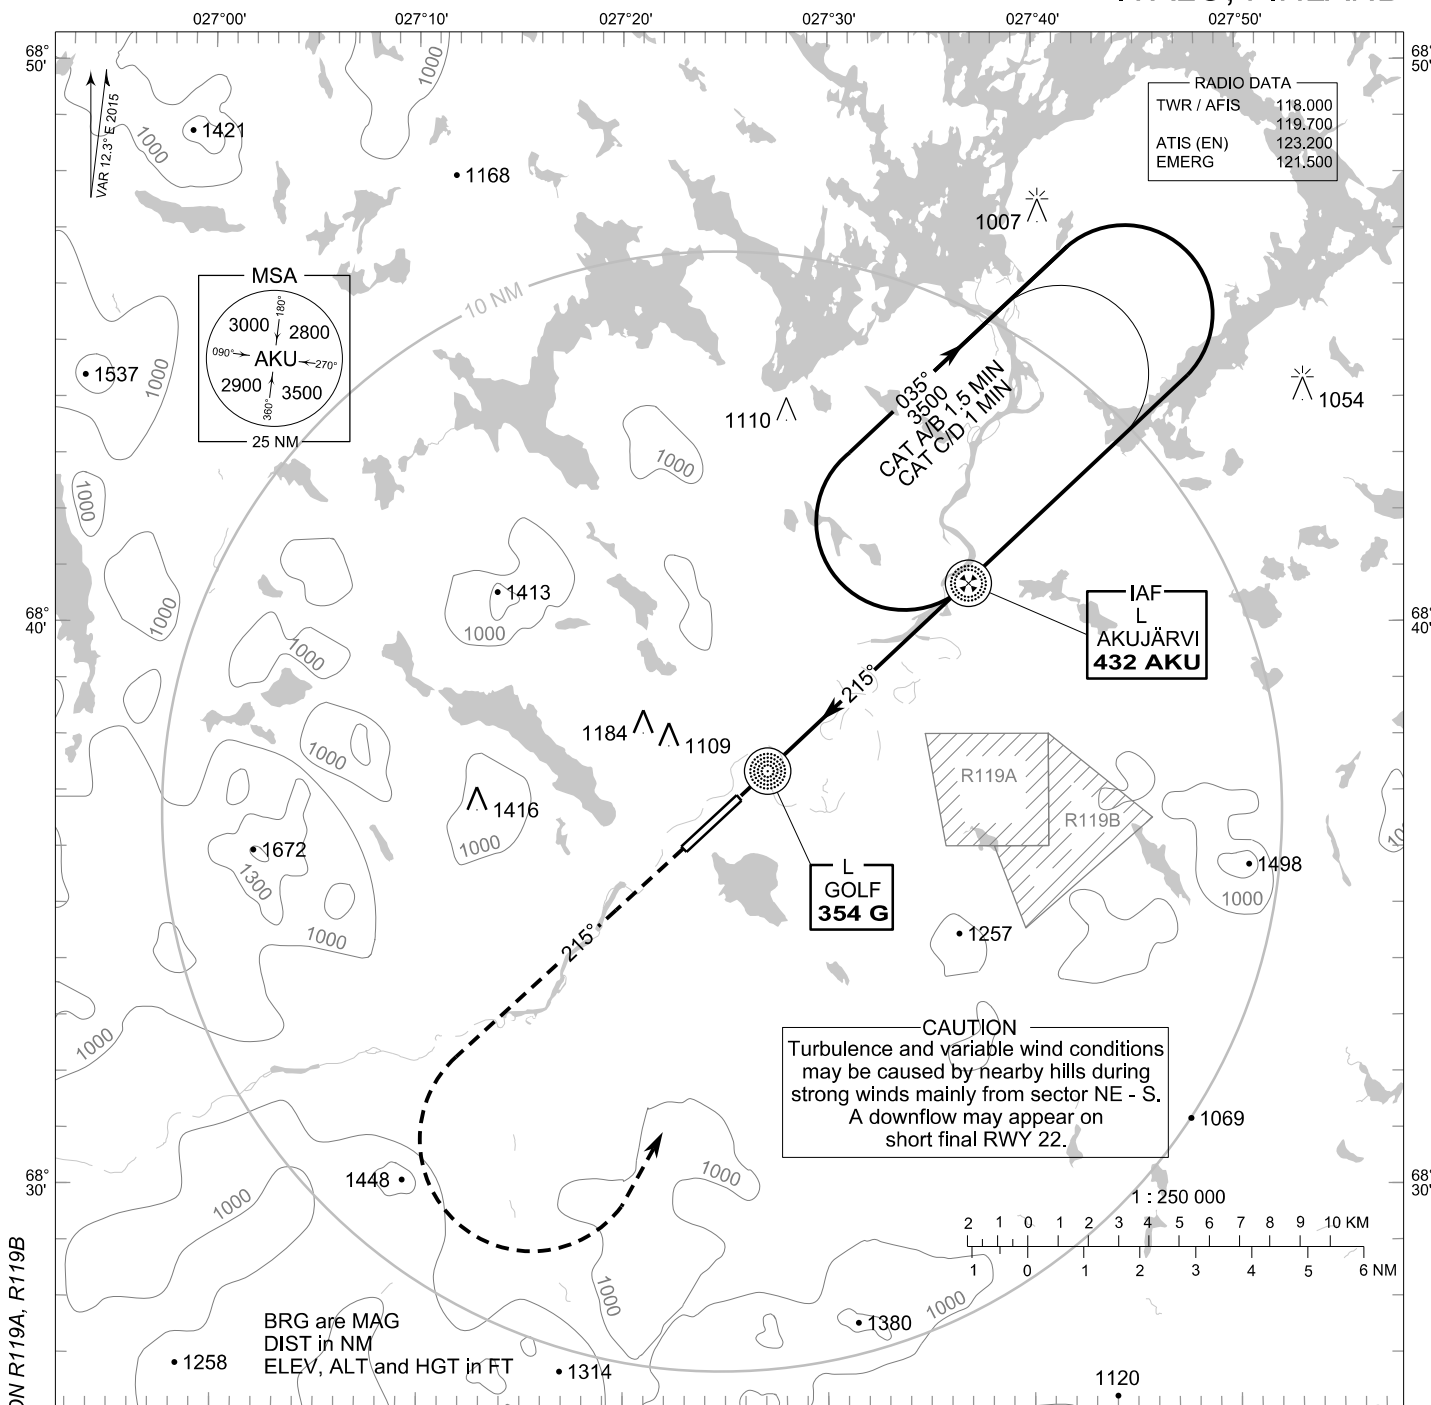 027°00' 027°10' 027°20' 027°30' 027°40' 027°50'
68°
50'
68°
50'
VAR 12.3° E 2015
1000
1421
1000
1168
RADIO DATA
TWR / AFIS 118.000
119.700
ATIS (EN) 123.200
EMERG 121.500
1007
MSA
3000
180°
2800
090°
AKU
270°
2900
360°
3500
25 NM
10 NM
1537
1000
1110
035°
3500
CAT A/B 1.5 MIN
CAT C/D 1 MIN
1054
1000
1000
1413
1000
1000
IAF
L
AKUJÄRVI
432 AKU
68°
40'
68°
40'
1000
215°
1184
1109
1000
R119A
R119B
1416
1000
1672
1300
1000
L
GOLF
354 G
1498
1000
1257
215°
1000
CAUTION
Turbulence and variable wind conditions
may be caused by nearby hills during
strong winds mainly from sector NE - S.
A downflow may appear on
short final RWY 22.
1069
1448
1000
1000
68°
30'
68°
30'
1 : 250 000
2 1 0 1 2 3 4 5 6 7 8 9 10 KM
1 0 1 2 3 4 5 6 NM
1000
1000
1380
BRG are MAG
DIST in NM
ELEV, ALT and HGT in FT
1258
1314
1120
R119A, R119B